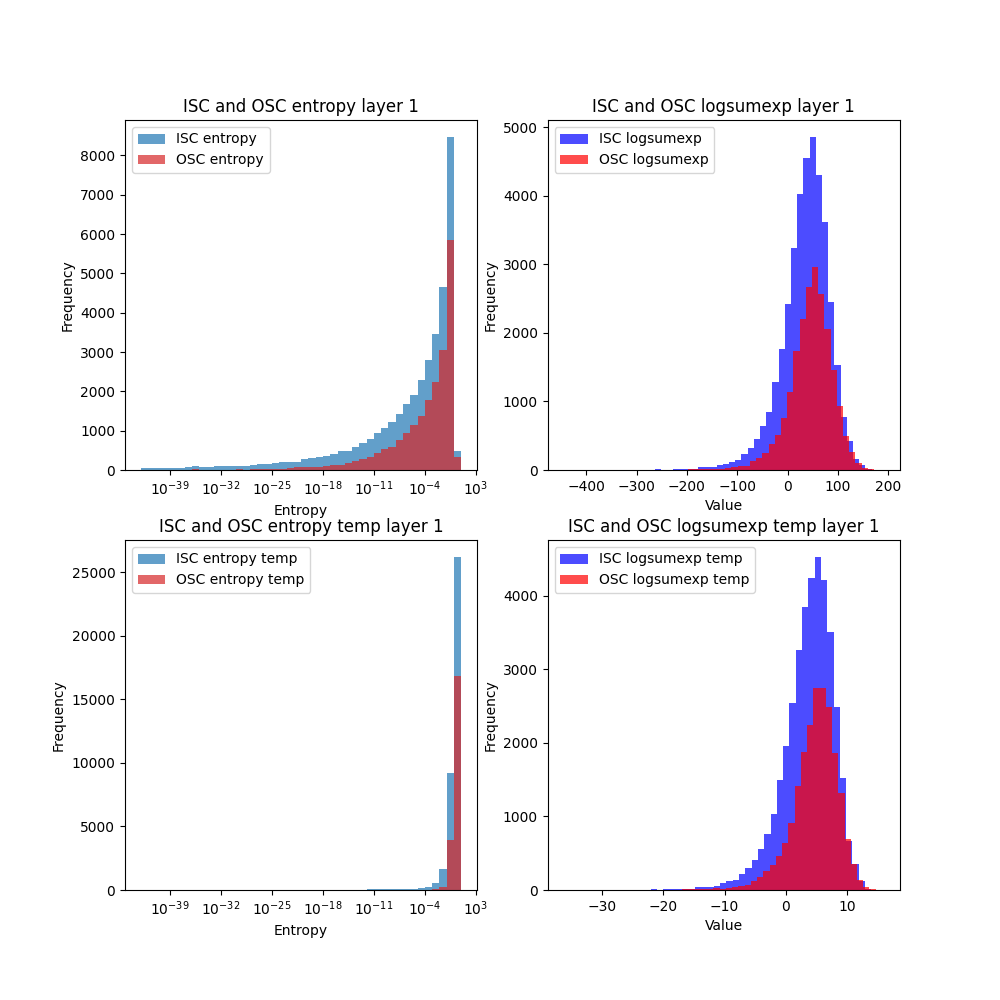 ISC and OSC entropy layer 1
ISC entropy
OSC entropy
Frequency
8000
7000
6000
5000
4000
3000
2000
1000
0
10⁻³⁹ 10⁻³² 10⁻²⁵ 10⁻¹⁸ 10⁻¹¹ 10⁻⁴ 10³
Entropy
ISC and OSC logsumexp layer 1
ISC logsumexp
OSC logsumexp
Frequency
5000
4000
3000
2000
1000
0
−400 −300 −200 −100 0 100 200
Value
ISC and OSC entropy temp layer 1
ISC entropy temp
OSC entropy temp
Frequency
25000
20000
15000
10000
5000
0
10⁻³⁹ 10⁻³² 10⁻²⁵ 10⁻¹⁸ 10⁻¹¹ 10⁻⁴ 10³
Entropy
ISC and OSC logsumexp temp layer 1
ISC logsumexp temp
OSC logsumexp temp
Frequency
4000
3000
2000
1000
0
−30 −20 −10 0 10
Value